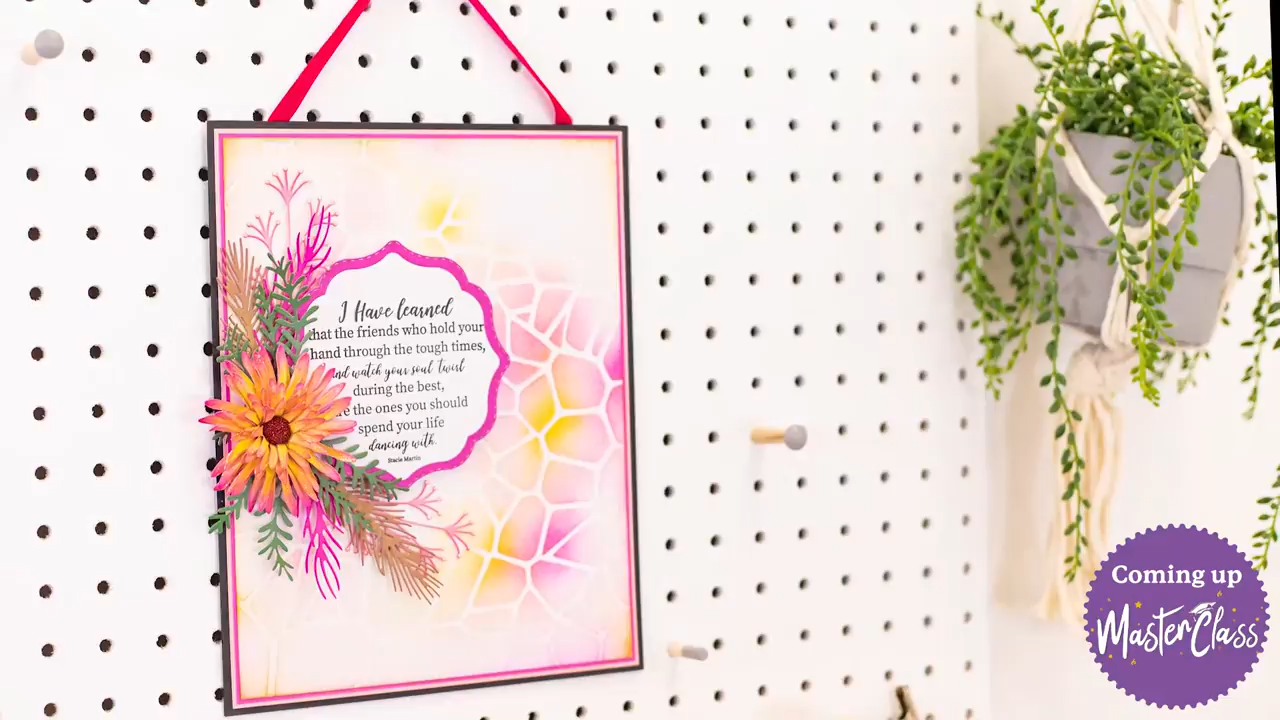 I Have learned
that the friends who hold your
hand through the tough times,
and watch your soul twirl
during the best,
are the ones you should
spend your life
dancing with.
Stacie Martin
Coming up
MasterClass